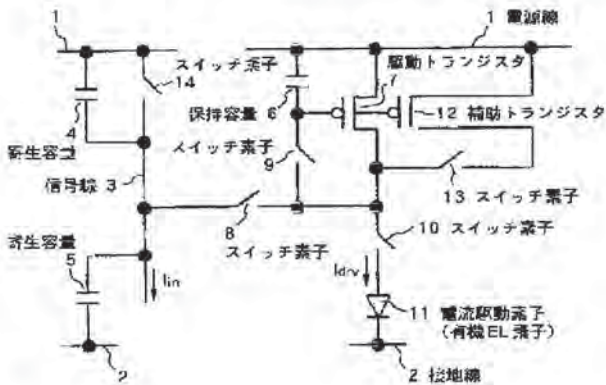 1
1 電源線
スイッチ素子
14
駆動トランジスタ
7
4
保持容量 6
12 補助トランジスタ
寄生容量
スイッチ素子
9
信号線 3
13 スイッチ素子
8
スイッチ素子
10 スイッチ素子
寄生容量
5
Iin
Idrv
11 電流駆動素子
(有機EL素子)
2
2 接地線